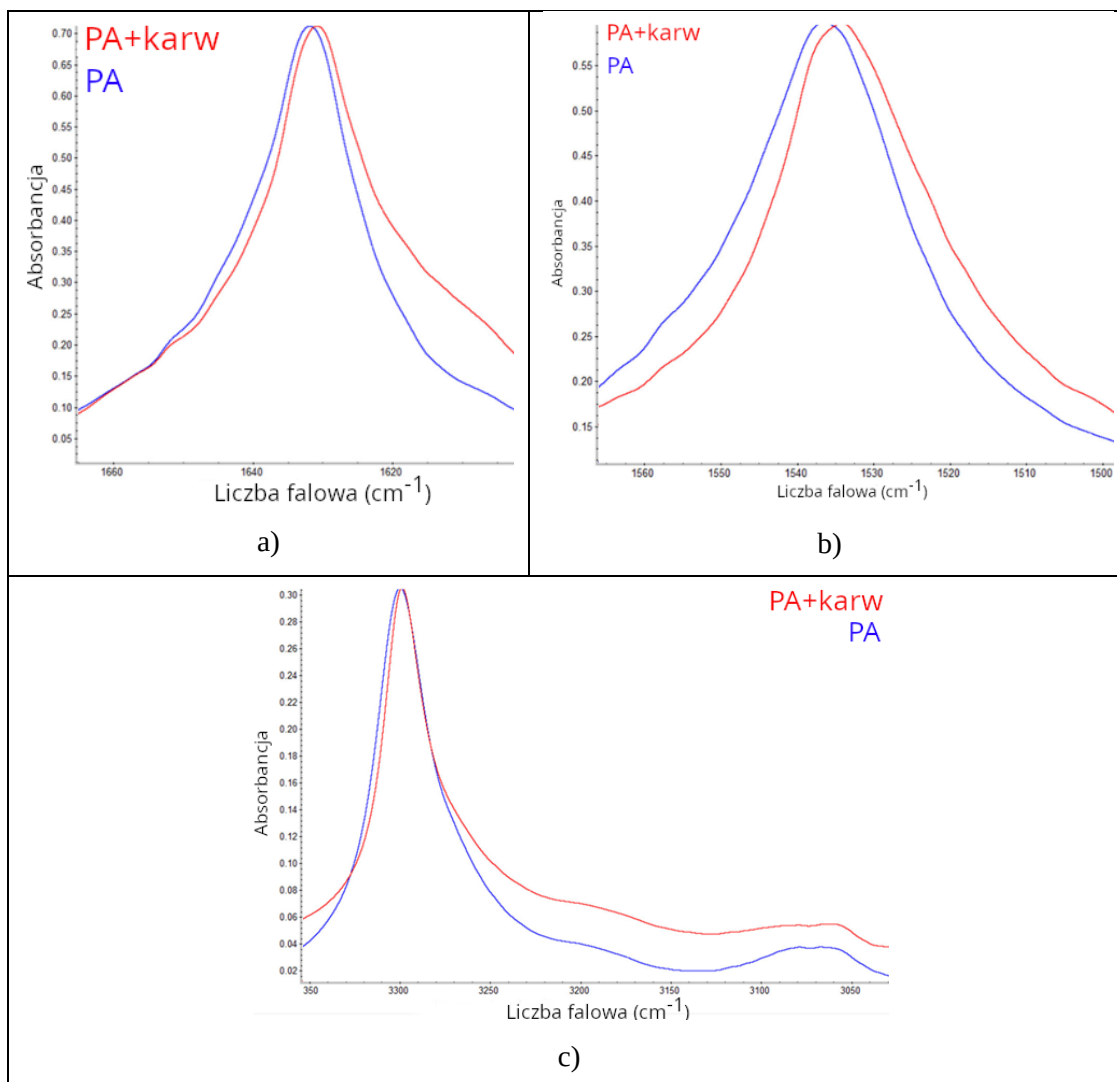 PA+karw
PA
Absorbancja
0.70
0.65
0.60
0.55
0.50
0.45
0.40
0.35
0.30
0.25
0.20
0.15
0.10
0.05
1660 1640 1620
Liczba falowa (cm-1)
a)
PA+karw
PA
Absorbancja
0.55
0.50
0.45
0.40
0.35
0.30
0.25
0.20
0.15
1560 1550 1540 1530 1520 1510 1500
Liczba falowa (cm-1)
b)
PA+karw
PA
Absorbancja
0.30
0.28
0.26
0.24
0.22
0.20
0.18
0.16
0.14
0.12
0.10
0.08
0.06
0.04
0.02
350 3300 3250 3200 3150 3100 3050
Liczba falowa (cm-1)
c)